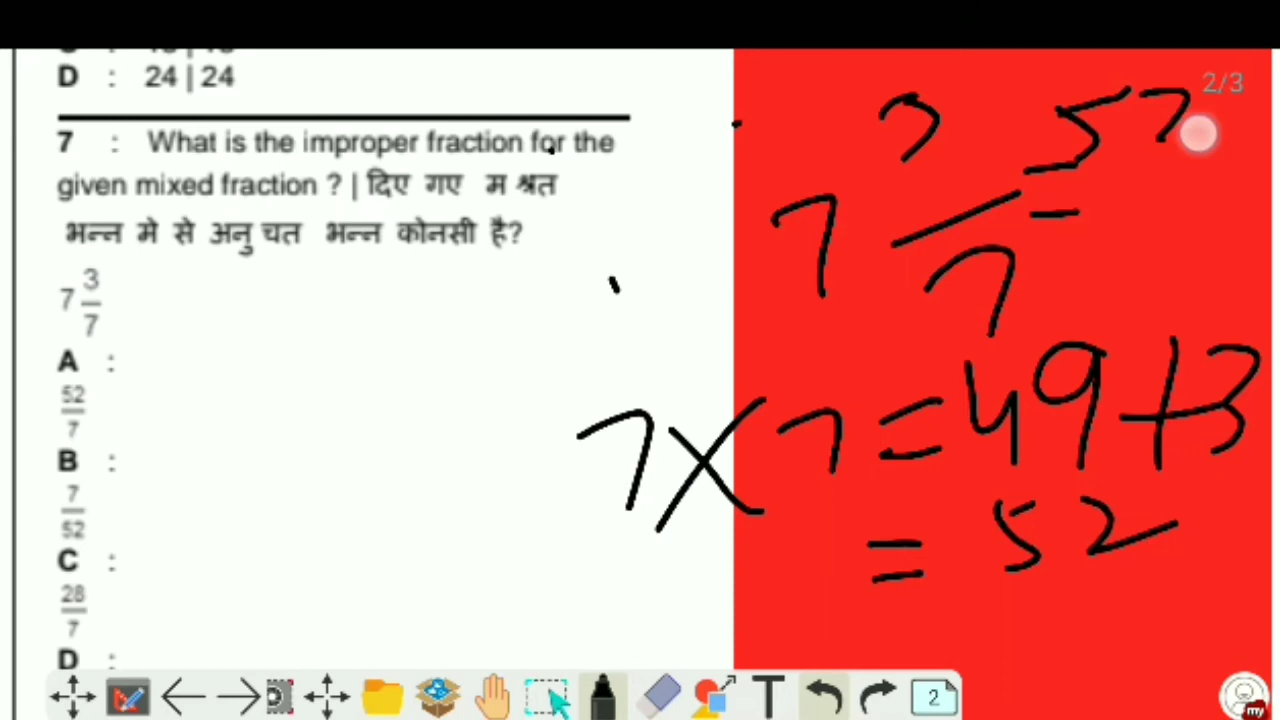 D : 24 | 24
7 : What is the improper fraction for the
given mixed fraction ? | दिए गए म श्रत
भन्न मे से अनु चत भन्न कोनसी है?
7 3/7
A :
52/7
B :
7/52
C :
28/7
D :
2/3
7 /7 =
7 X 7 = 49 + 3
= 52
T
2
my